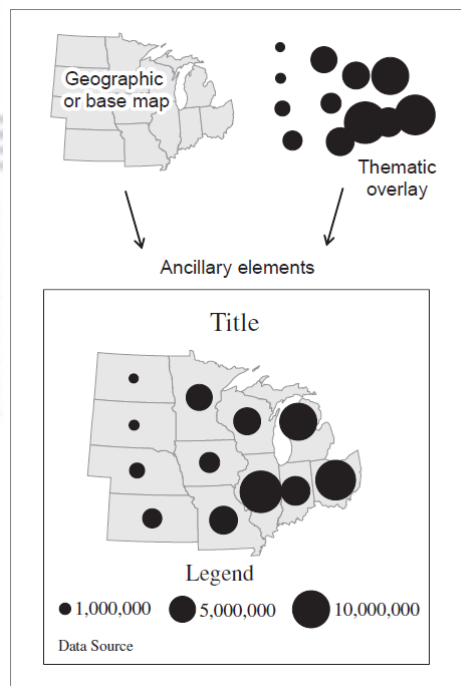 Geographic
or base map
Thematic
overlay
Ancillary elements
Title
Legend
1,000,000 5,000,000 10,000,000
Data Source